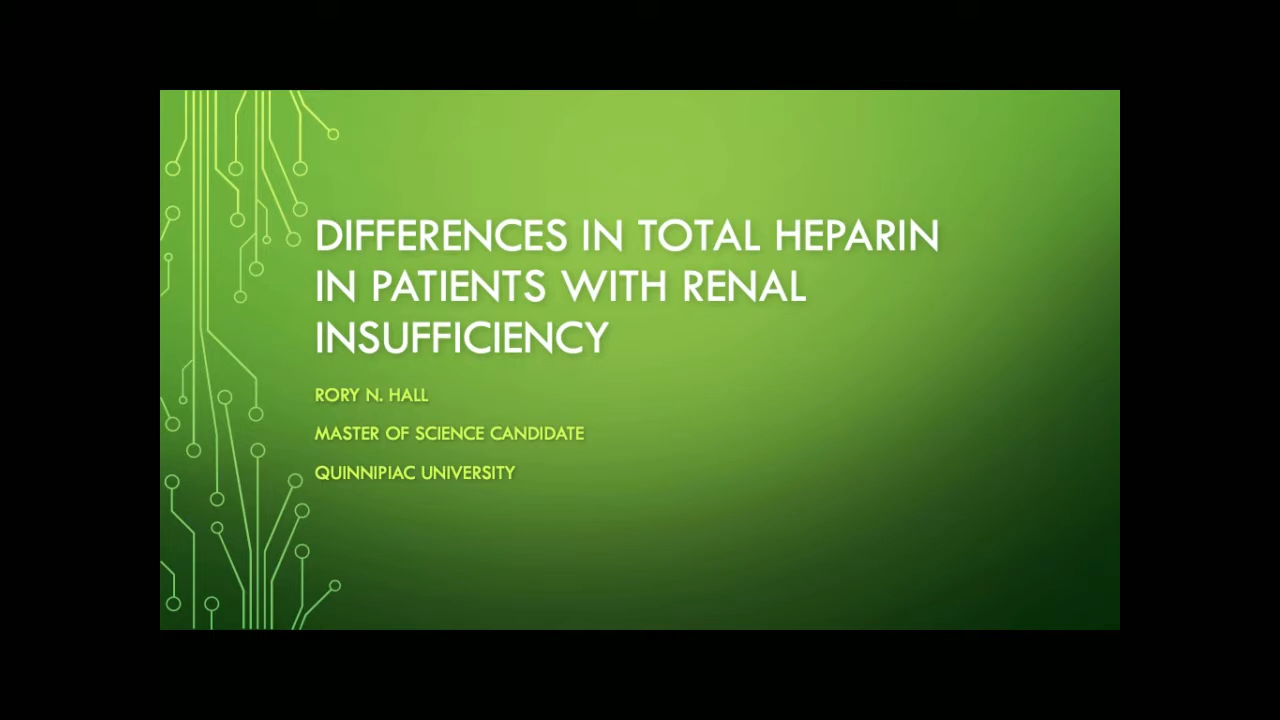 DIFFERENCES IN TOTAL HEPARIN
IN PATIENTS WITH RENAL
INSUFFICIENCY
RORY N. HALL
MASTER OF SCIENCE CANDIDATE
QUINNIPIAC UNIVERSITY